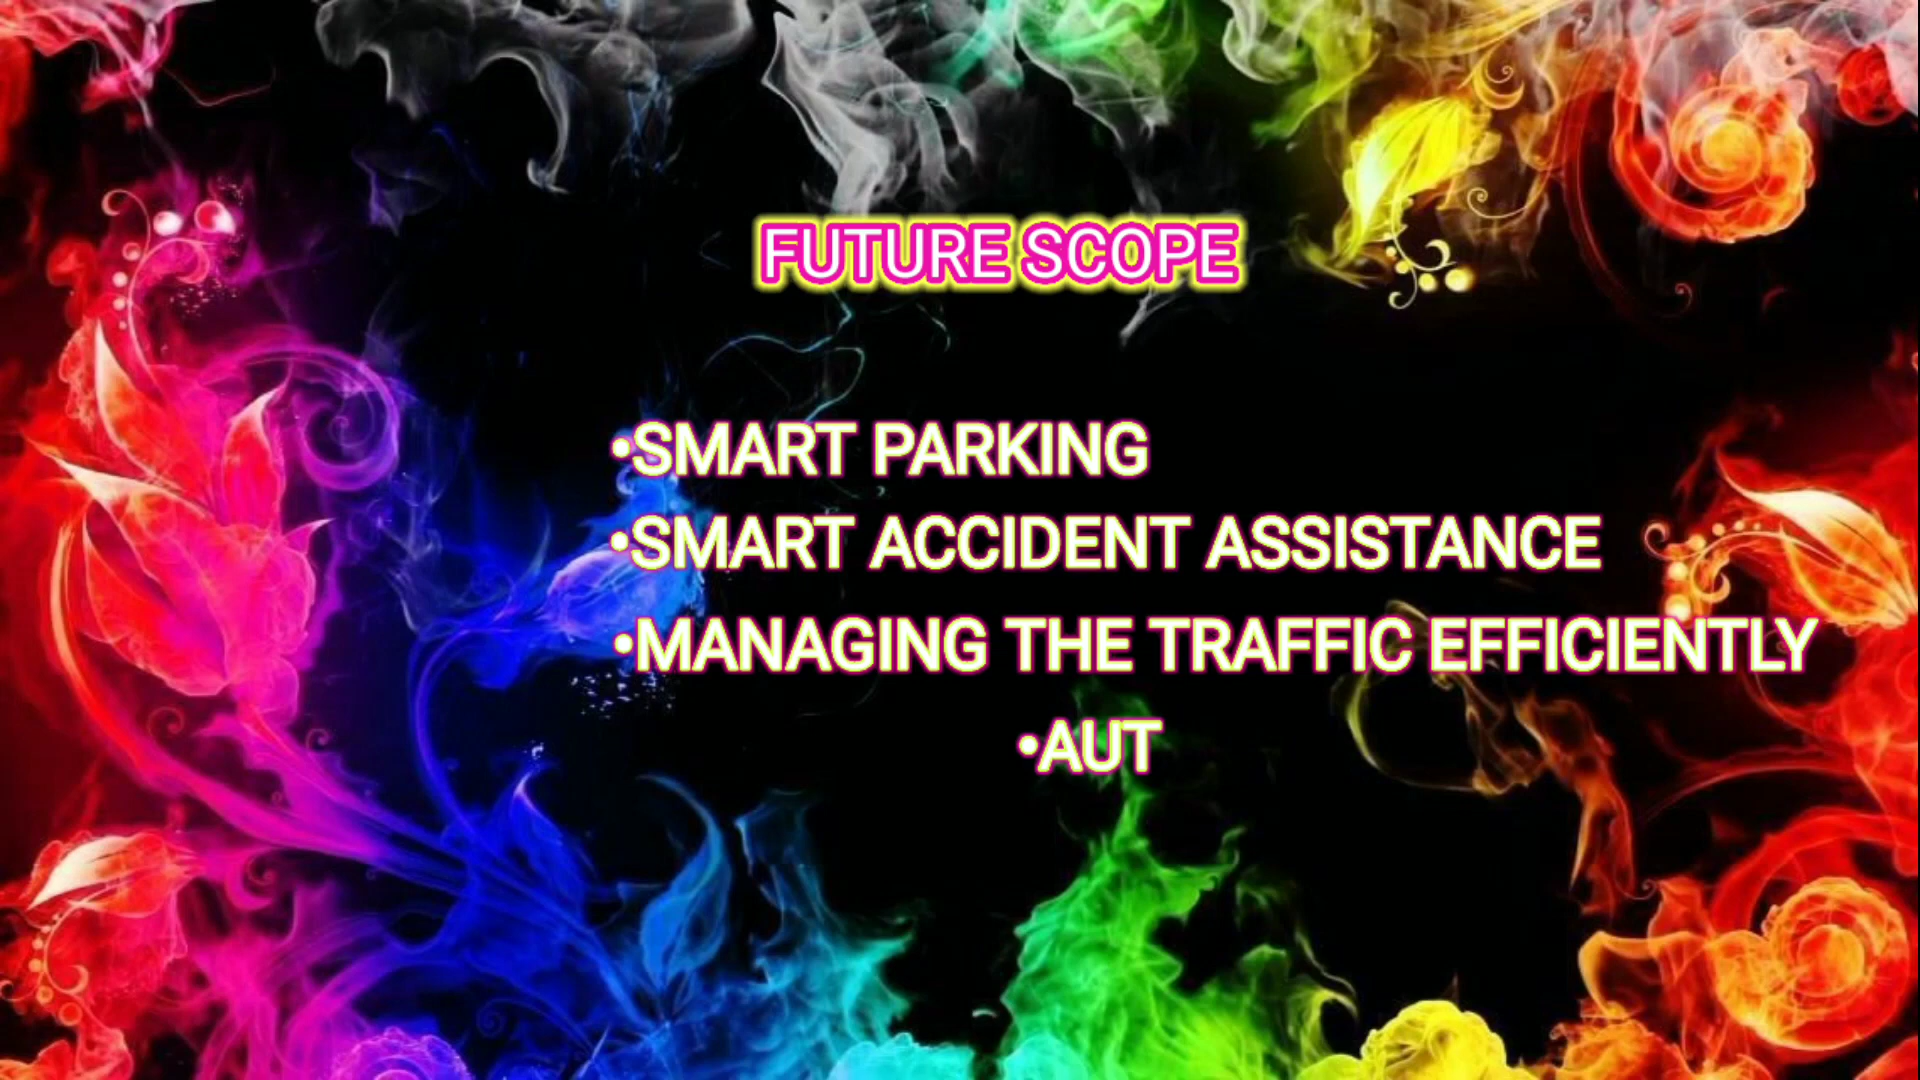 FUTURE SCOPE
•SMART PARKING
•SMART ACCIDENT ASSISTANCE
•MANAGING THE TRAFFIC EFFICIENTLY
•AUT